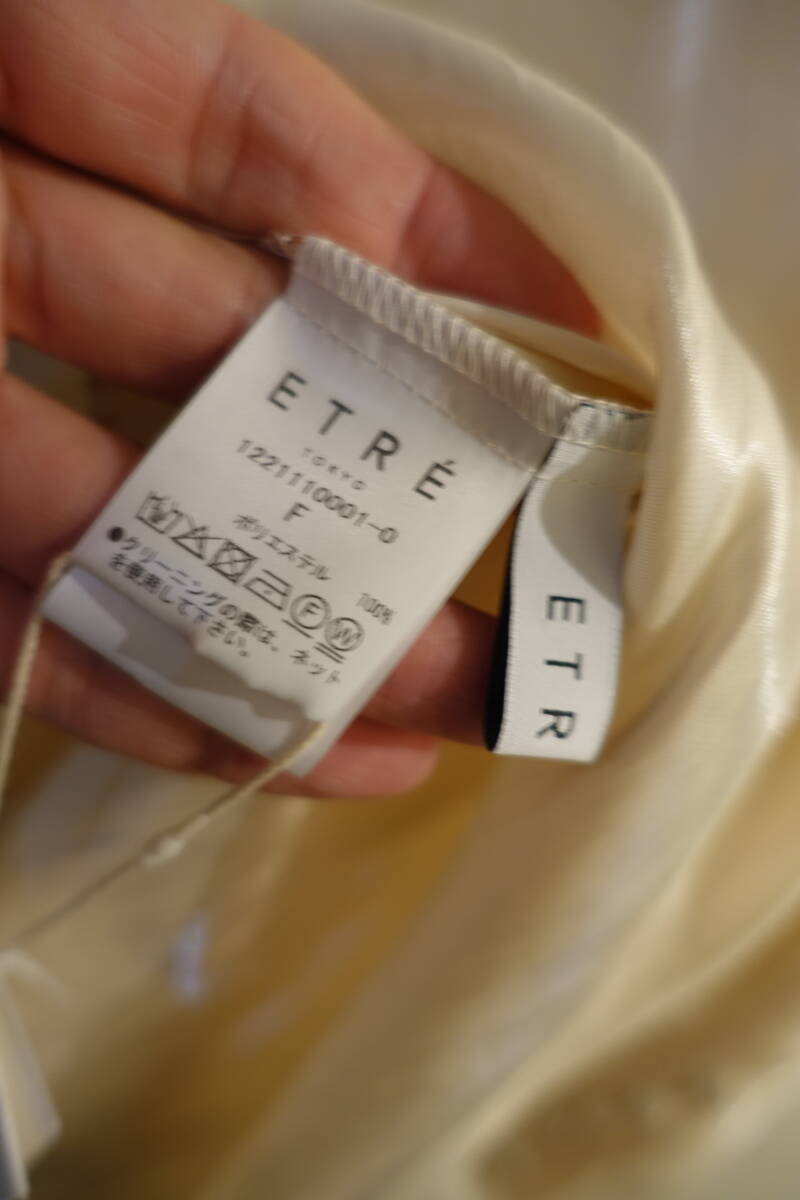 ETRÉ
TOKYO
1221110001-0
F
ポリエステル 100%
F W
●クリーニングの際は、ネット
を使用して下さい。
ETR